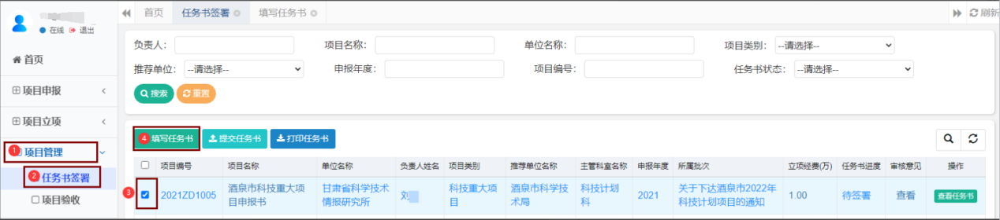 首页 任务书签署 填写任务书 刷新
在线 退出
首页
项目申报
项目立项
1 项目管理
2 任务书签署
项目验收
负责人： 项目名称： 单位名称： 项目类别： --请选择--
推荐单位： --请选择-- 申报年度： 项目编号： 任务书状态： --请选择--
搜索 重置
4 填写任务书 提交任务书 打印任务书
项目编号 项目名称 单位名称 负责人姓名 项目类别 推荐单位名称 主管科室名称 申报年度 所属批次 立项经费(万) 任务书进度 审核意见 操作
3 2021ZD1005 酒泉市科技重大项 甘肃省科学技术 刘 科技重大项 酒泉市科学技 科技计划 2021 关于下达酒泉市2022年 1.00 待签署 查看 查看任务书
目申报书 情报研究所 目 术局 科 科技计划项目的通知